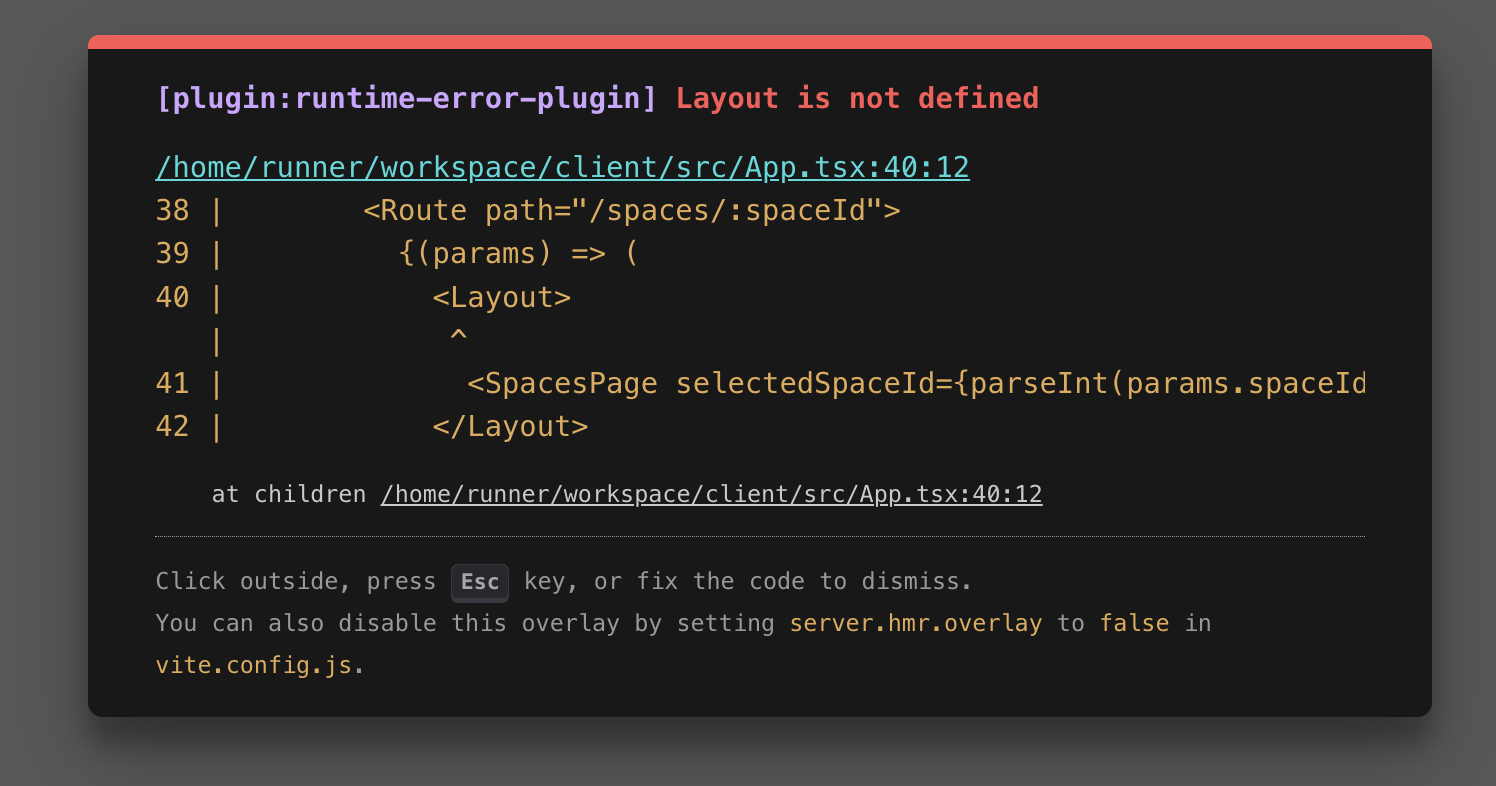 [plugin:runtime-error-plugin] Layout is not defined
/home/runner/workspace/client/src/App.tsx:40:12
38 |        <Route path="/spaces/:spaceId">
39 |          {(params) => (
40 |            <Layout>
   |             ^
41 |              <SpacesPage selectedSpaceId={parseInt(params.spaceId
42 |            </Layout>
at children /home/runner/workspace/client/src/App.tsx:40:12
Click outside, press Esc key, or fix the code to dismiss.
You can also disable this overlay by setting server.hmr.overlay to false in
vite.config.js.